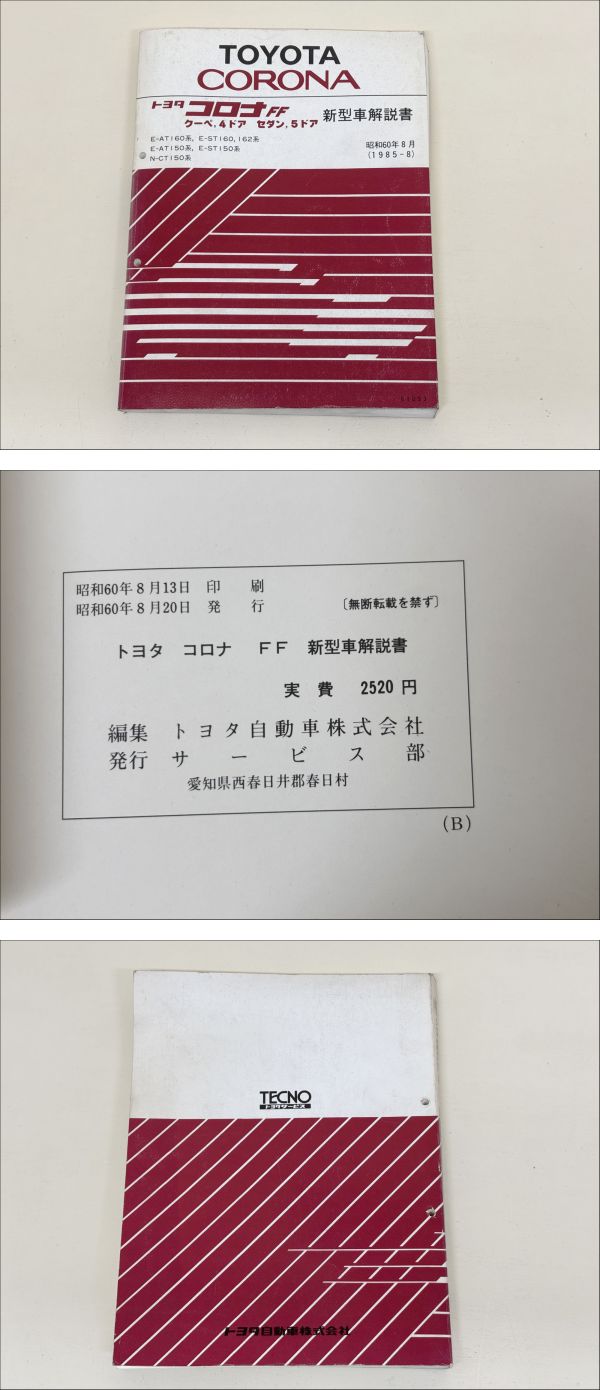 TOYOTA
CORONA
トヨタ コロナFF
クーペ,4ドア セダン,5ドア
新型車解説書
E-AT160系, E-ST160,162系
E-AT150系, E-ST150系
N-CT150系
昭和60年8月
(1985-8)
昭和60年8月13日 印 刷
昭和60年8月20日 発 行 〔無断転載を禁ず〕
トヨタ コロナ FF 新型車解説書
実 費 2520円
編集 トヨタ自動車株式会社
発行 サービス部
愛知県西春日井郡春日村
(B)
TECNO
トヨタサービス
トヨタ自動車株式会社